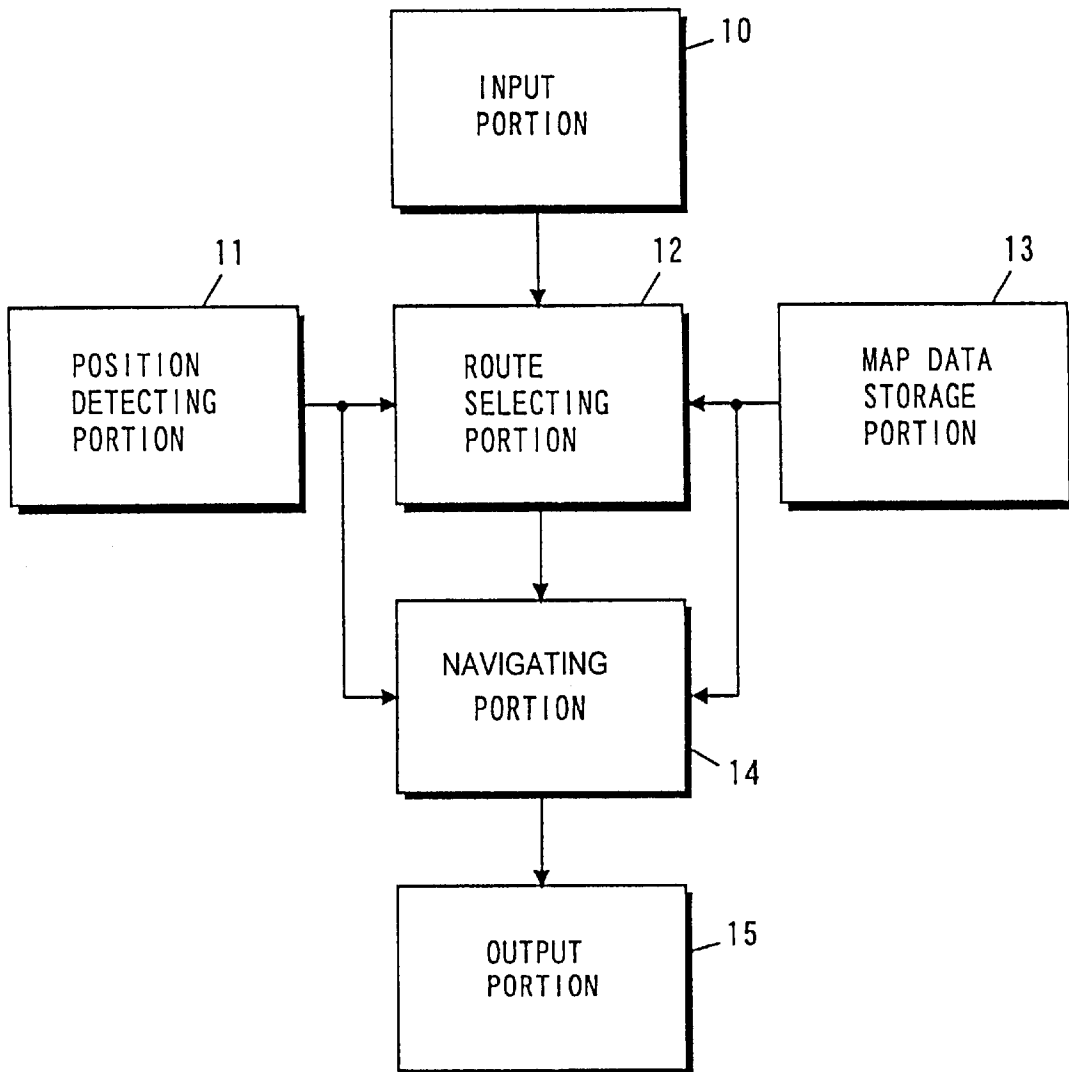 10
INPUT
PORTION
11
POSITION
DETECTING
PORTION
12
ROUTE
SELECTING
PORTION
13
MAP DATA
STORAGE
PORTION
NAVIGATING
PORTION
14
OUTPUT
PORTION
15